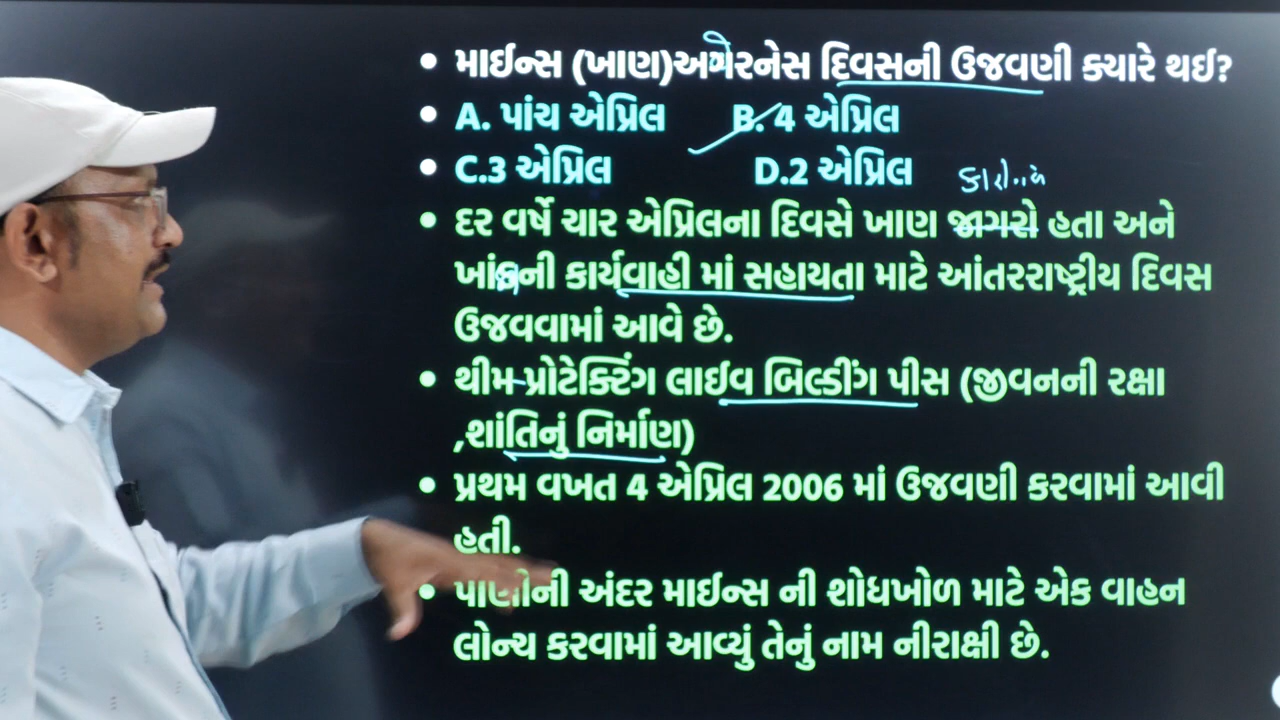 માઈન્સ (ખાણ)અવેરનેસ દિવસની ઉજવણી ક્યારે થઈ?
A. પાંચ એપ્રિલ B. 4 એપ્રિલ
C.3 એપ્રિલ D.2 એપ્રિલ
દર વર્ષે ચાર એપ્રિલના દિવસે ખાણ જાગરો હતા અને
ખાંણની કાર્યવાહી માં સહાયતા માટે આંતરરાષ્ટ્રીય દિવસ
ઉજવવામાં આવે છે.
થીમ-પ્રોટેક્ટિંગ લાઈવ બિલ્ડીંગ પીસ (જીવનની રક્ષા
,શાંતિનું નિર્માણ)
પ્રથમ વખત 4 એપ્રિલ 2006 માં ઉજવણી કરવામાં આવી
હતી.
પાણીની અંદર માઈન્સ ની શોધખોળ માટે એક વાહન
લોન્ચ કરવામાં આવ્યું તેનું નામ નીરાક્ષી છે.